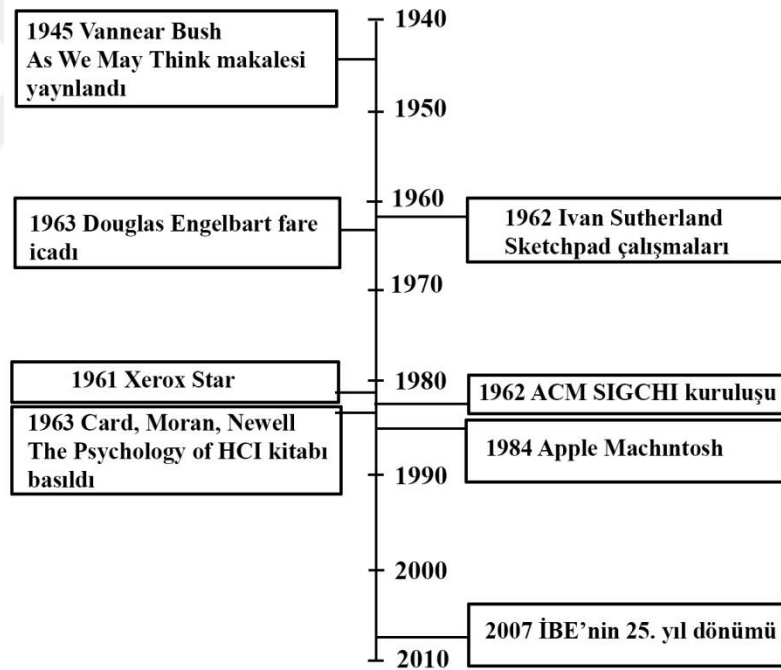 1940
1945 Vannear Bush
As We May Think makalesi
yaynlandı
1950
1960
1963 Douglas Engelbart fare
icadı
1962 Ivan Sutherland
Sketchpad çalışmaları
1970
1961 Xerox Star
1980
1962 ACM SIGCHI kuruluşu
1963 Card, Moran, Newell
The Psychology of HCI kitabı
basıldı
1984 Apple Machıntosh
1990
2000
2007 İBE’nin 25. yıl dönümü
2010